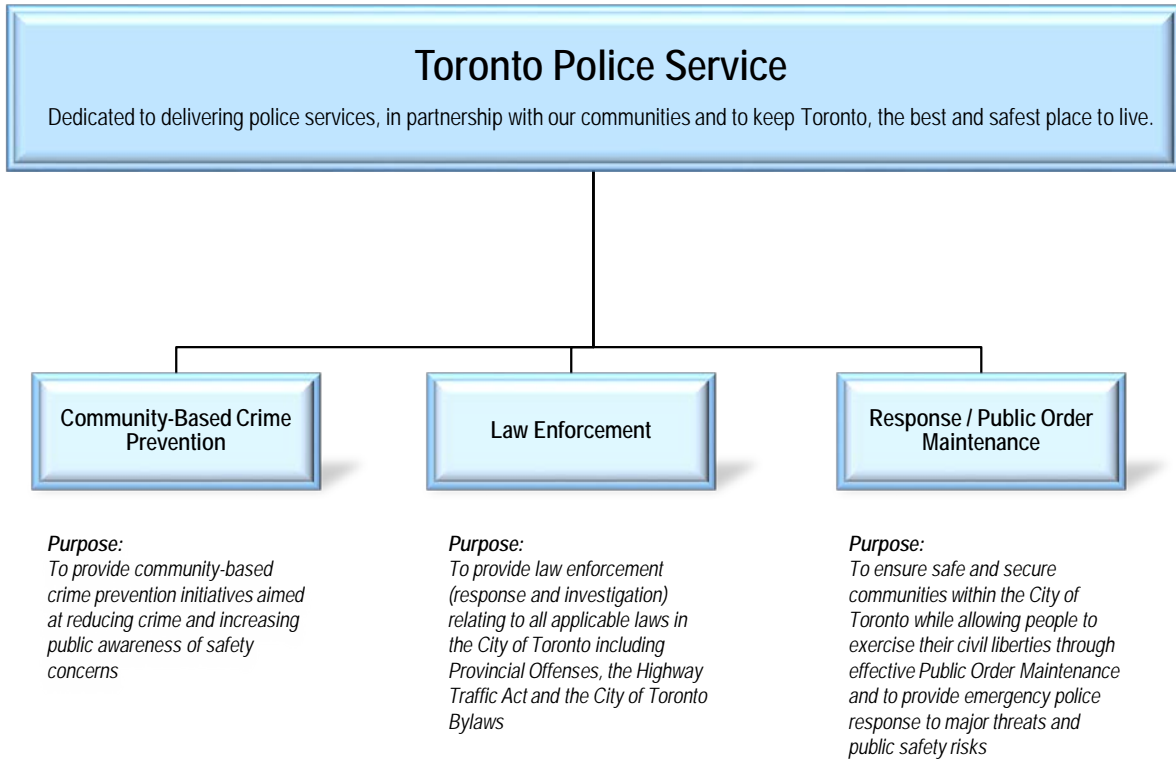 Toronto Police Service
Dedicated to delivering police services, in partnership with our communities and to keep Toronto, the best and safest place to live.
Community-Based Crime
Prevention
Law Enforcement
Response / Public Order
Maintenance
Purpose:
To provide community-based
crime prevention initiatives aimed
at reducing crime and increasing
public awareness of safety
concerns
Purpose:
To provide law enforcement
(response and investigation)
relating to all applicable laws in
the City of Toronto including
Provincial Offenses, the Highway
Traffic Act and the City of Toronto
Bylaws
Purpose:
To ensure safe and secure
communities within the City of
Toronto while allowing people to
exercise their civil liberties through
effective Public Order Maintenance
and to provide emergency police
response to major threats and
public safety risks